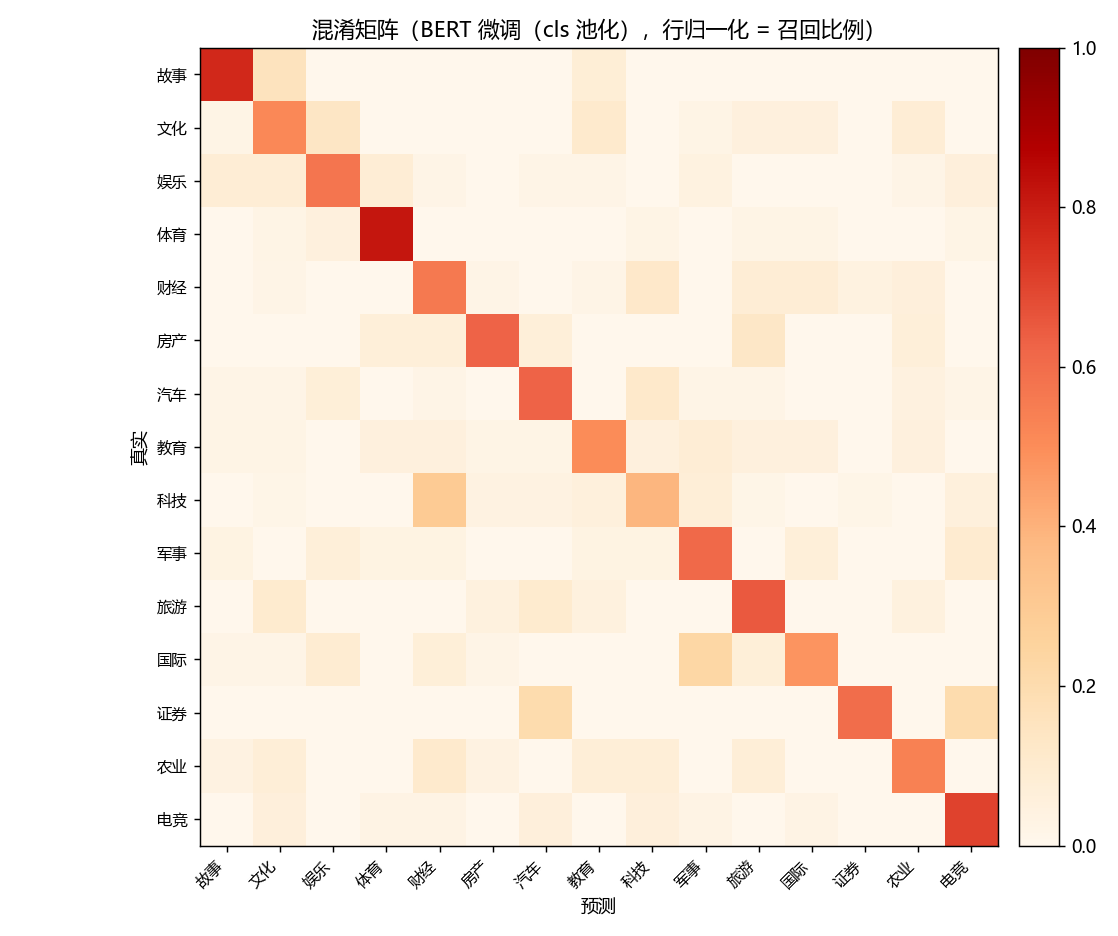 混淆矩阵（BERT 微调（cls 池化），行归一化 = 召回比例）
真实
故事
文化
娱乐
体育
财经
房产
汽车
教育
科技
军事
旅游
国际
证券
农业
电竞
故事 文化 娱乐 体育 财经 房产 汽车 教育 科技 军事 旅游 国际 证券 农业 电竞
预测
1.0
0.8
0.6
0.4
0.2
0.0